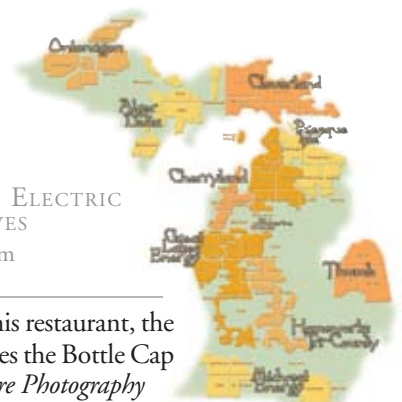 Ontonagon
Cloverland
Alger
Delta
Presque
Isle
Cherryland
ELECTRIC
VES
m
Great
Lakes
Energy
Thumb
HomeWorks
Tri-County
Midwest
Energy
his restaurant, the
es the Bottle Cap
re Photography